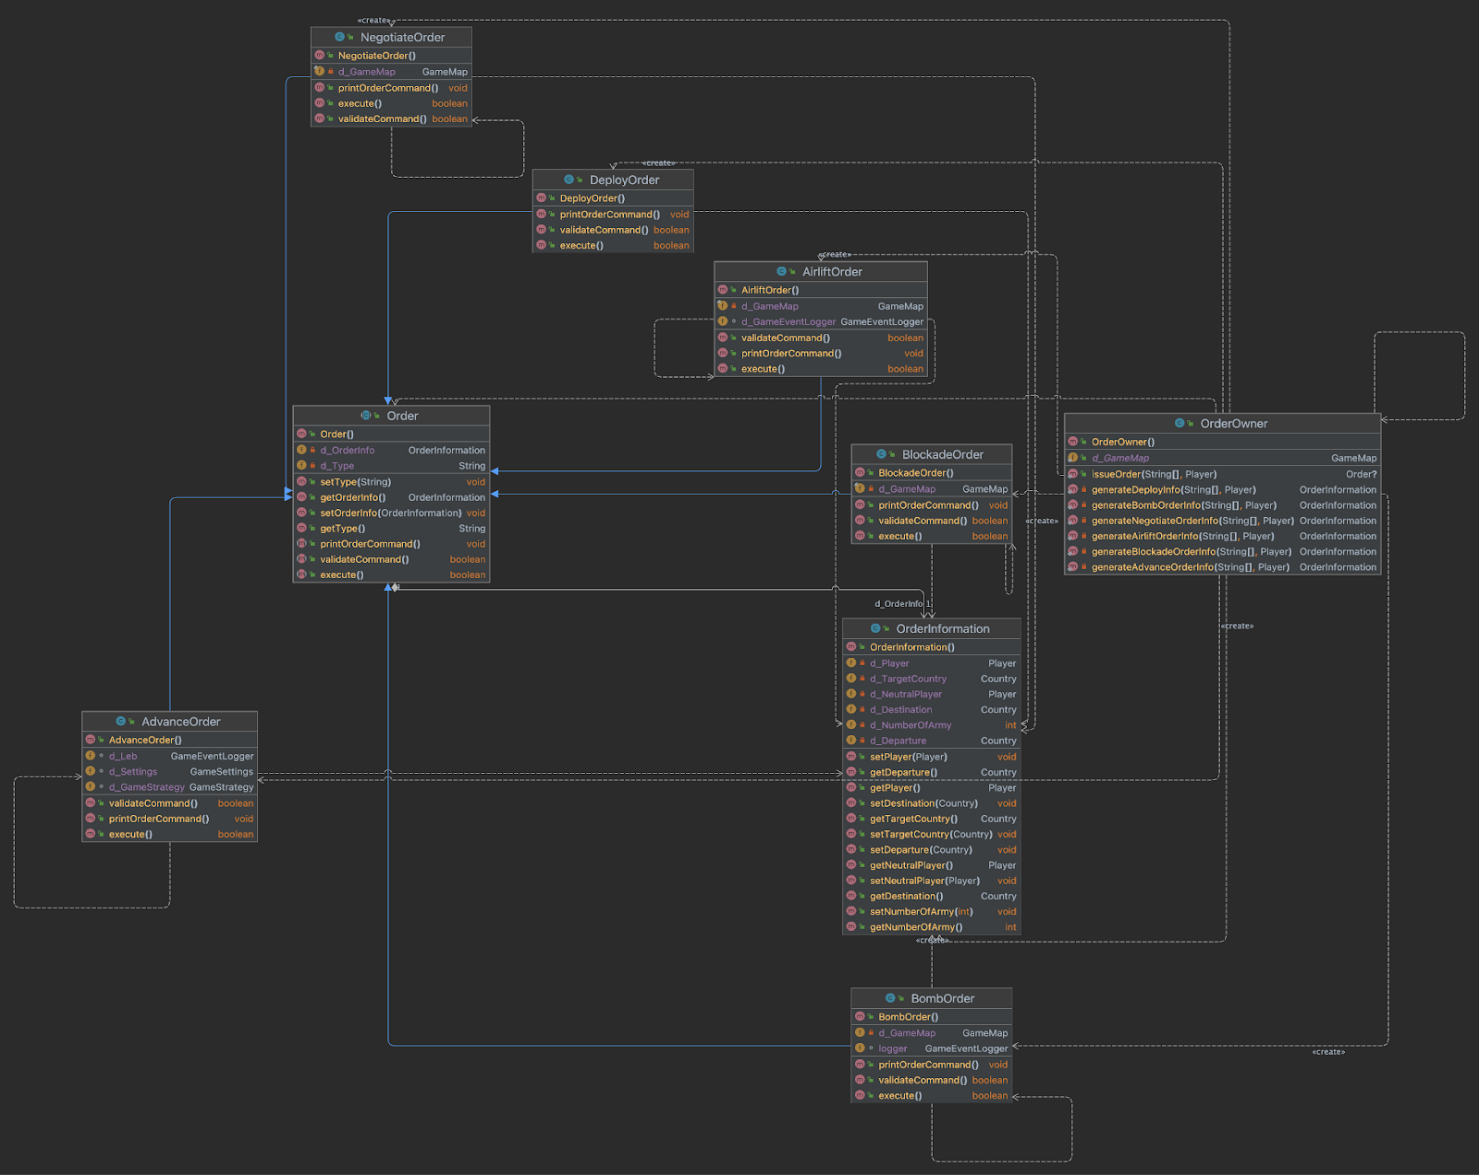 «create»
NegotiateOrder
NegotiateOrder()
d_GameMap GameMap
printOrderCommand() void
execute() boolean
validateCommand() boolean
«create»
DeployOrder
DeployOrder()
printOrderCommand() void
validateCommand() boolean
execute() boolean
«create»
AirliftOrder
AirliftOrder()
d_GameMap GameMap
d_GameEventLogger GameEventLogger
validateCommand() boolean
printOrderCommand() void
execute() boolean
Order
Order()
d_OrderInfo OrderInformation
d_Type String
setType(String) void
getOrderInfo() OrderInformation
setOrderInfo(OrderInformation) void
getType() String
printOrderCommand() void
validateCommand() boolean
execute() boolean
BlockadeOrder
BlockadeOrder()
d_GameMap GameMap
printOrderCommand() void
validateCommand() boolean
execute() boolean
«create»
OrderOwner
OrderOwner()
d_GameMap GameMap
issueOrder(String[], Player) Order?
generateDeployInfo(String[], Player) OrderInformation
generateBombOrderInfo(String[], Player) OrderInformation
generateNegotiateOrderInfo(String[], Player) OrderInformation
generateAirliftOrderInfo(String[], Player) OrderInformation
generateBlockadeOrderInfo(String[], Player) OrderInformation
generateAdvanceOrderInfo(String[], Player) OrderInformation
«create»
d_OrderInfo 1
OrderInformation
OrderInformation()
d_Player Player
d_TargetCountry Country
d_NeutralPlayer Player
d_Destination Country
d_NumberOfArmy int
d_Departure Country
setPlayer(Player) void
getDeparture() Country
getPlayer() Player
setDestination(Country) void
getTargetCountry() Country
setTargetCountry(Country) void
setDeparture(Country) void
getNeutralPlayer() Player
setNeutralPlayer(Player) void
getDestination() Country
setNumberOfArmy(int) void
getNumberOfArmy() int
«create»
AdvanceOrder
AdvanceOrder()
d_Leb GameEventLogger
d_Settings GameSettings
d_GameStrategy GameStrategy
validateCommand() boolean
printOrderCommand() void
execute() boolean
BombOrder
BombOrder()
d_GameMap GameMap
logger GameEventLogger
printOrderCommand() void
validateCommand() boolean
execute() boolean
«create»